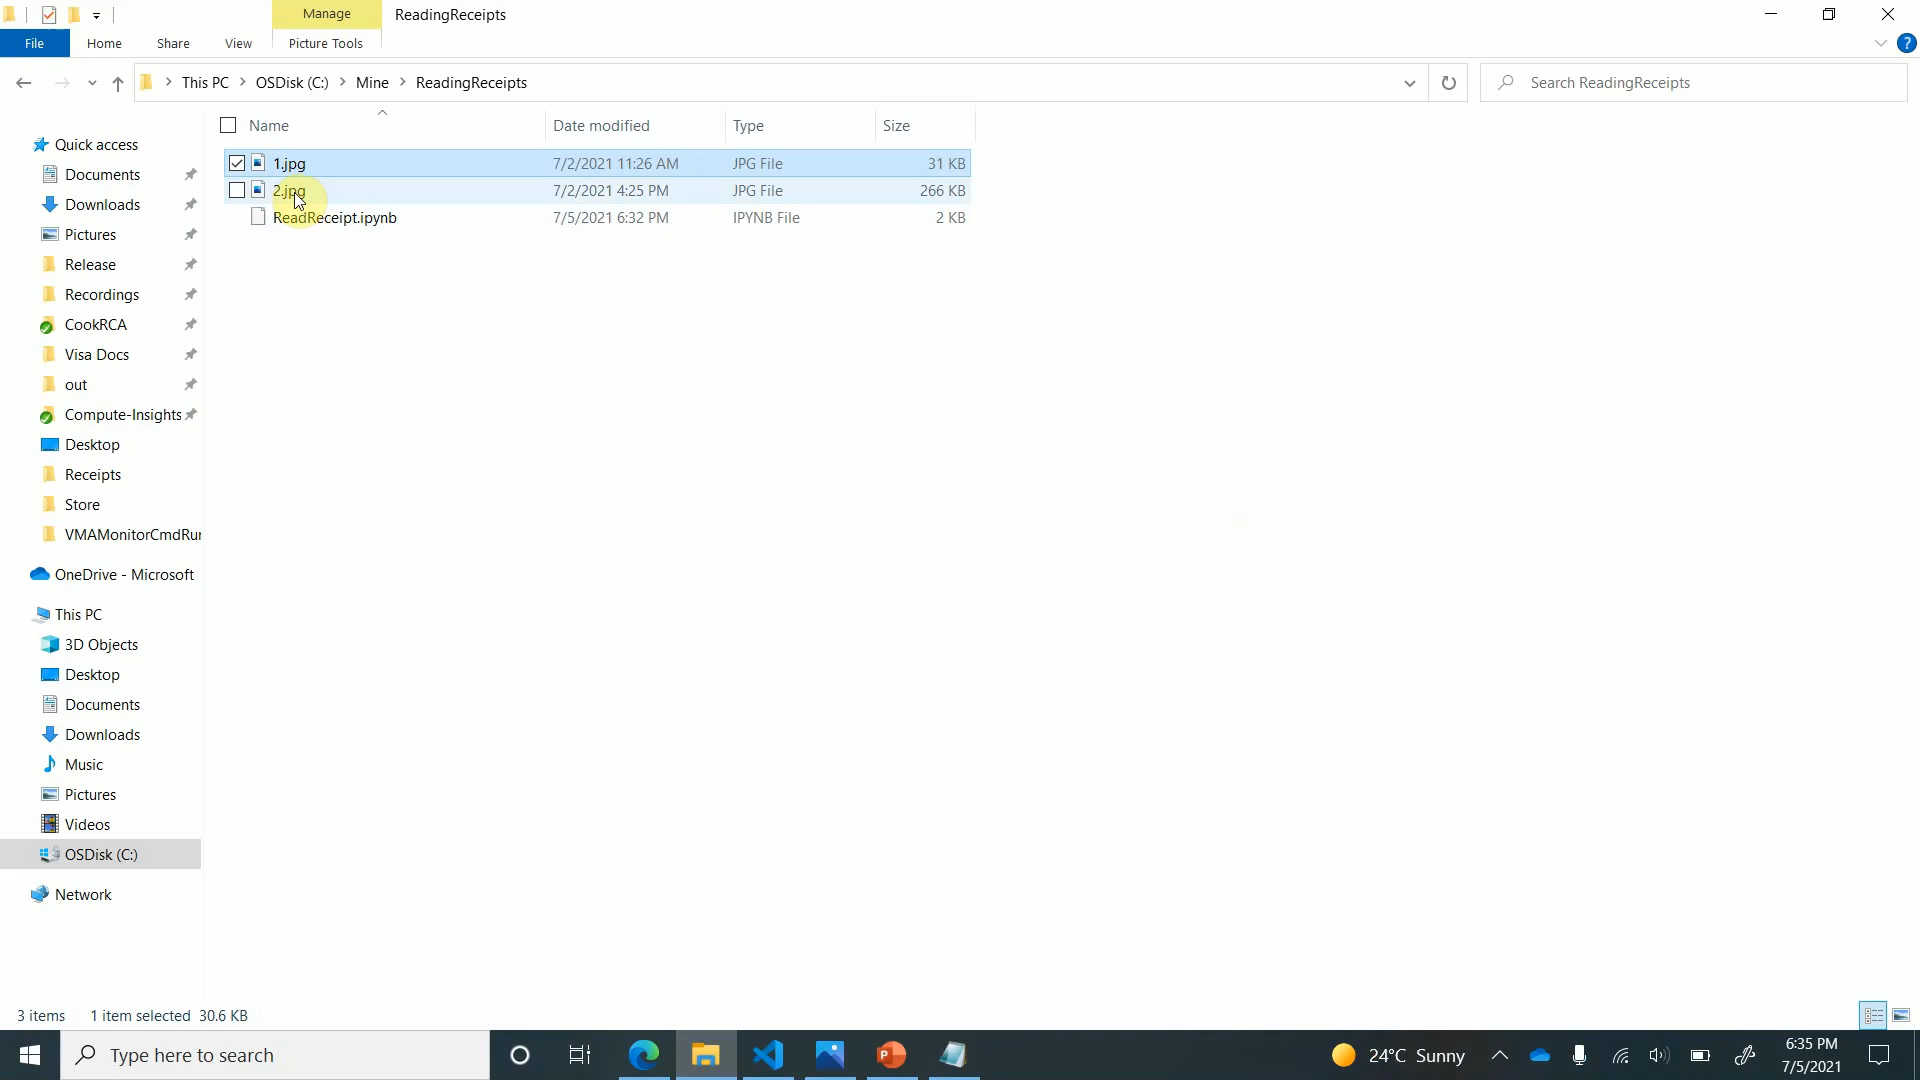 Manage
ReadingReceipts
File
Home
Share
View
Picture Tools
This PC
OSDisk (C:)
Mine
ReadingReceipts
Search ReadingReceipts
Name
Date modified
Type
Size
1.jpg
7/2/2021 11:26 AM
JPG File
31 KB
2.jpg
7/2/2021 4:25 PM
JPG File
266 KB
ReadReceipt.ipynb
7/5/2021 6:32 PM
IPYNB File
2 KB
Quick access
Documents
Downloads
Pictures
Release
Recordings
CookRCA
Visa Docs
out
Compute-Insights
Desktop
Receipts
Store
VMAMonitorCmdRur
OneDrive - Microsoft
This PC
3D Objects
Desktop
Documents
Downloads
Music
Pictures
Videos
OSDisk (C:)
Network
3 items
1 item selected 30.6 KB
Type here to search
24°C Sunny
6:35 PM
7/5/2021